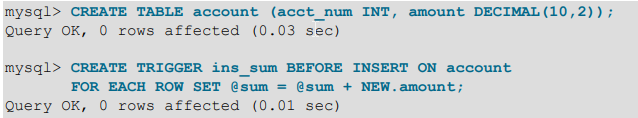 mysql> CREATE TABLE account (acct_num INT, amount DECIMAL(10,2));
Query OK, 0 rows affected (0.03 sec)
mysql> CREATE TRIGGER ins_sum BEFORE INSERT ON account
FOR EACH ROW SET @sum = @sum + NEW.amount;
Query OK, 0 rows affected (0.01 sec)